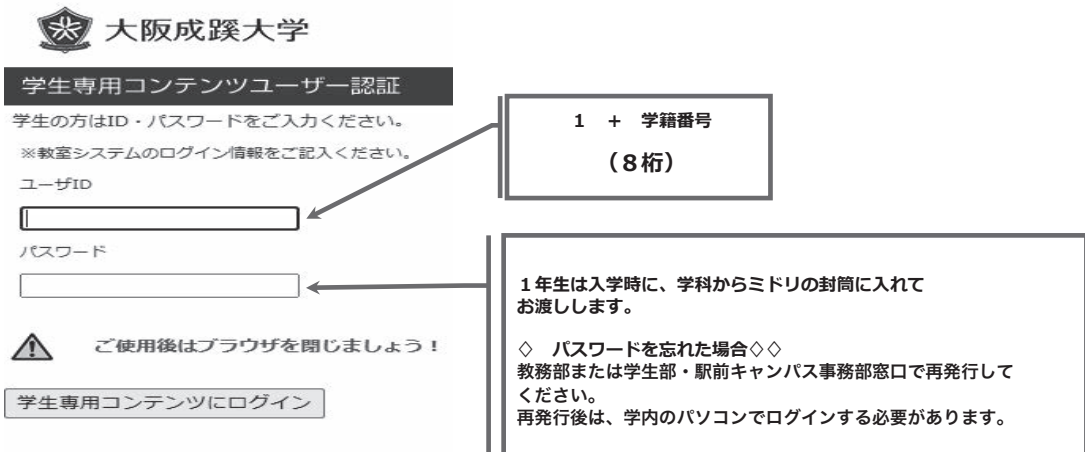 大阪成蹊大学
学生専用コンテンツユーザー認証
学生の方はID・パスワードをご入力ください。
※教室システムのログイン情報をご記入ください。
ユーザID
パスワード
ご使用後はブラウザを閉じましょう！
学生専用コンテンツにログイン
1 + 学籍番号
（８桁）
１年生は入学時に、学科からミドリの封筒に入れて
お渡しします。
◇ パスワードを忘れた場合◇◇
教務部または学生部・駅前キャンパス事務部窓口で再発行して
ください。
再発行後は、学内のパソコンでログインする必要があります。